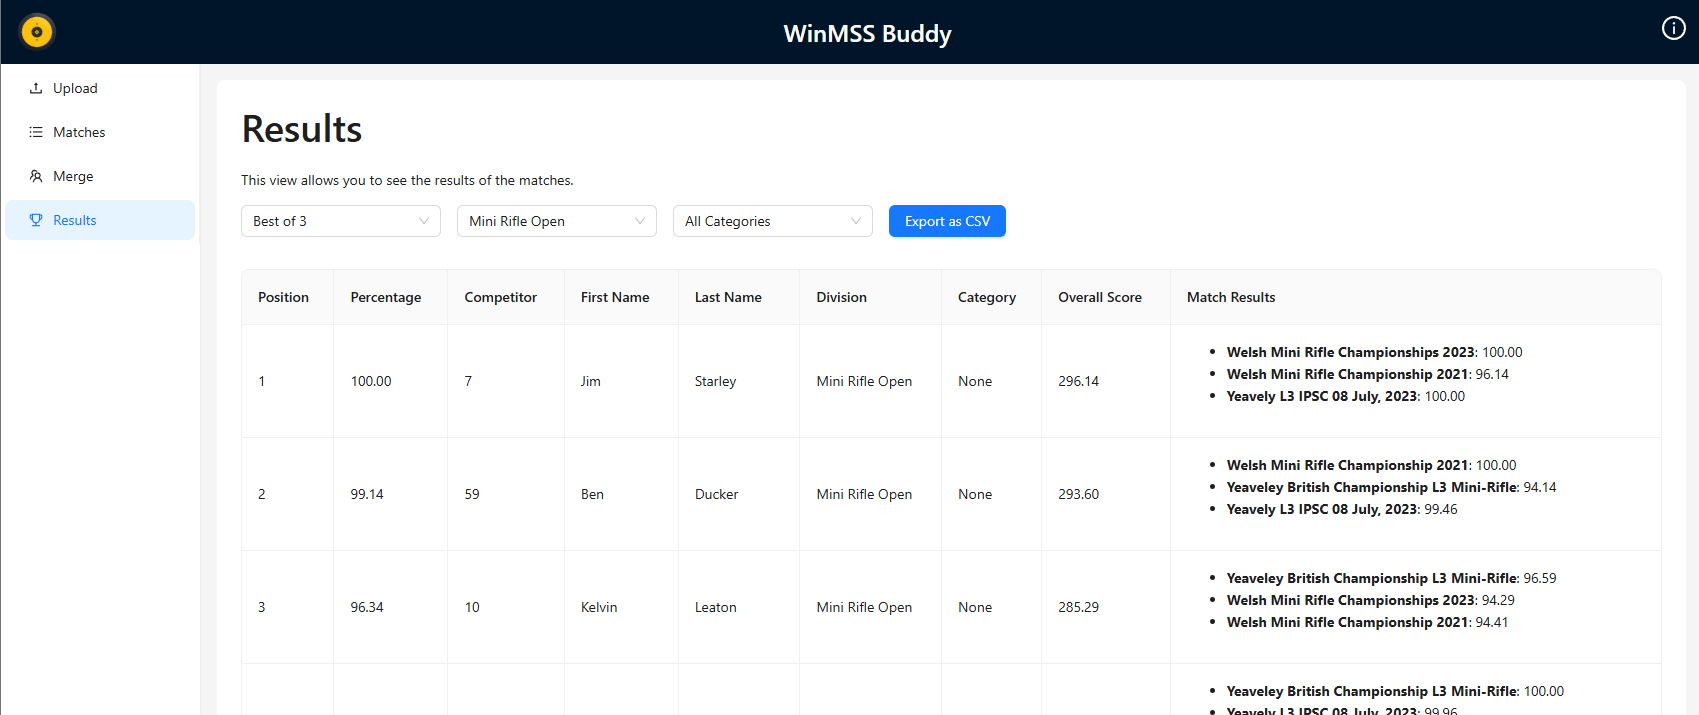 WinMSS Buddy
Upload
Matches
Merge
Results
Results
This view allows you to see the results of the matches.
Best of 3 Mini Rifle Open All Categories Export as CSV
Position Percentage Competitor First Name Last Name Division Category Overall Score Match Results
1 100.00 7 Jim Starley Mini Rifle Open None 296.14
Welsh Mini Rifle Championships 2023: 100.00
Welsh Mini Rifle Championship 2021: 96.14
Yeavely L3 IPSC 08 July, 2023: 100.00
2 99.14 59 Ben Ducker Mini Rifle Open None 293.60
Welsh Mini Rifle Championship 2021: 100.00
Yeaveley British Championship L3 Mini-Rifle: 94.14
Yeavely L3 IPSC 08 July, 2023: 99.46
3 96.34 10 Kelvin Leaton Mini Rifle Open None 285.29
Yeaveley British Championship L3 Mini-Rifle: 96.59
Welsh Mini Rifle Championships 2023: 94.29
Welsh Mini Rifle Championship 2021: 94.41
Yeaveley British Championship L3 Mini-Rifle: 100.00
Yeavely L3 IPSC 08 July, 2023: 99.96